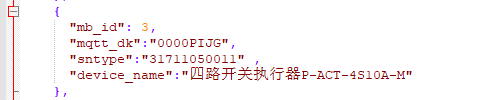 },
{
"mb_id": 3,
"mqtt_dk":"0000PIJG",
"sntype":"31711050011" ,
"device_name":"四路开关执行器P-ACT-4S10A-M"
},